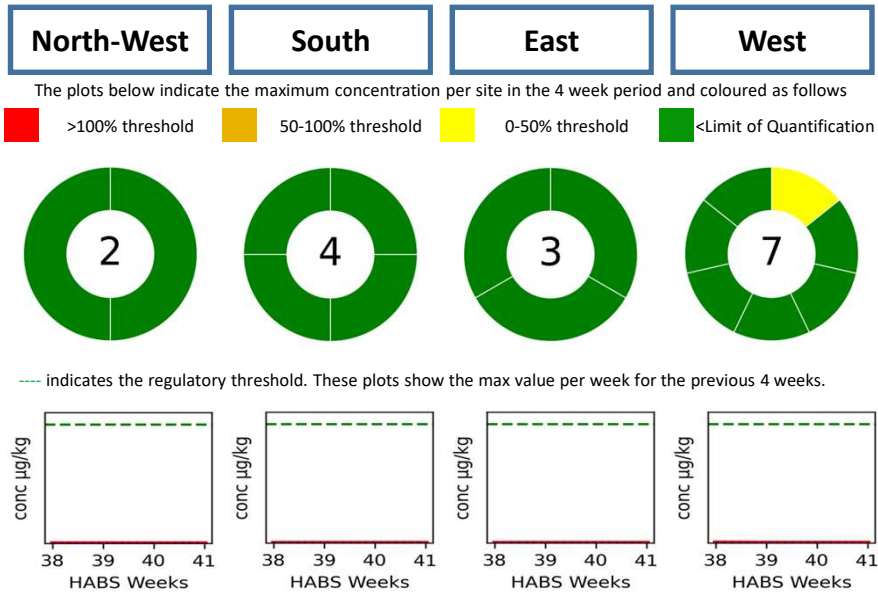 North-West South East West
The plots below indicate the maximum concentration per site in the 4 week period and coloured as follows
>100% threshold 50-100% threshold 0-50% threshold <Limit of Quantification
2 4 3 7
---- indicates the regulatory threshold. These plots show the max value per week for the previous 4 weeks.
conc µg/kg conc µg/kg conc µg/kg conc µg/kg
38 39 40 41 38 39 40 41 38 39 40 41 38 39 40 41
HABS Weeks HABS Weeks HABS Weeks HABS Weeks